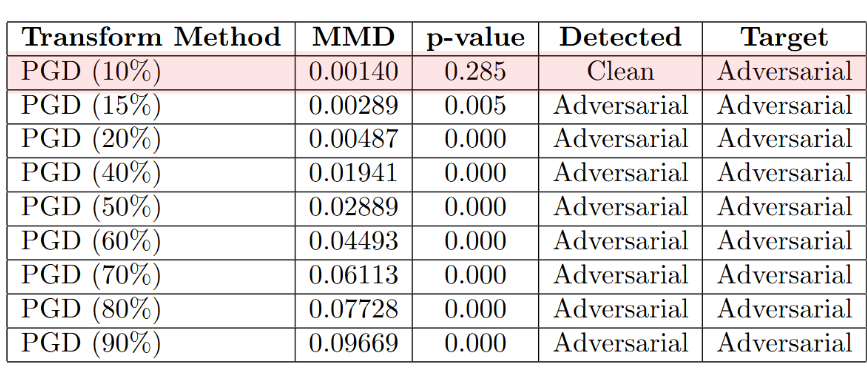 Transform Method MMD p-value Detected Target
PGD (10%) 0.00140 0.285 Clean Adversarial
PGD (15%) 0.00289 0.005 Adversarial Adversarial
PGD (20%) 0.00487 0.000 Adversarial Adversarial
PGD (40%) 0.01941 0.000 Adversarial Adversarial
PGD (50%) 0.02889 0.000 Adversarial Adversarial
PGD (60%) 0.04493 0.000 Adversarial Adversarial
PGD (70%) 0.06113 0.000 Adversarial Adversarial
PGD (80%) 0.07728 0.000 Adversarial Adversarial
PGD (90%) 0.09669 0.000 Adversarial Adversarial